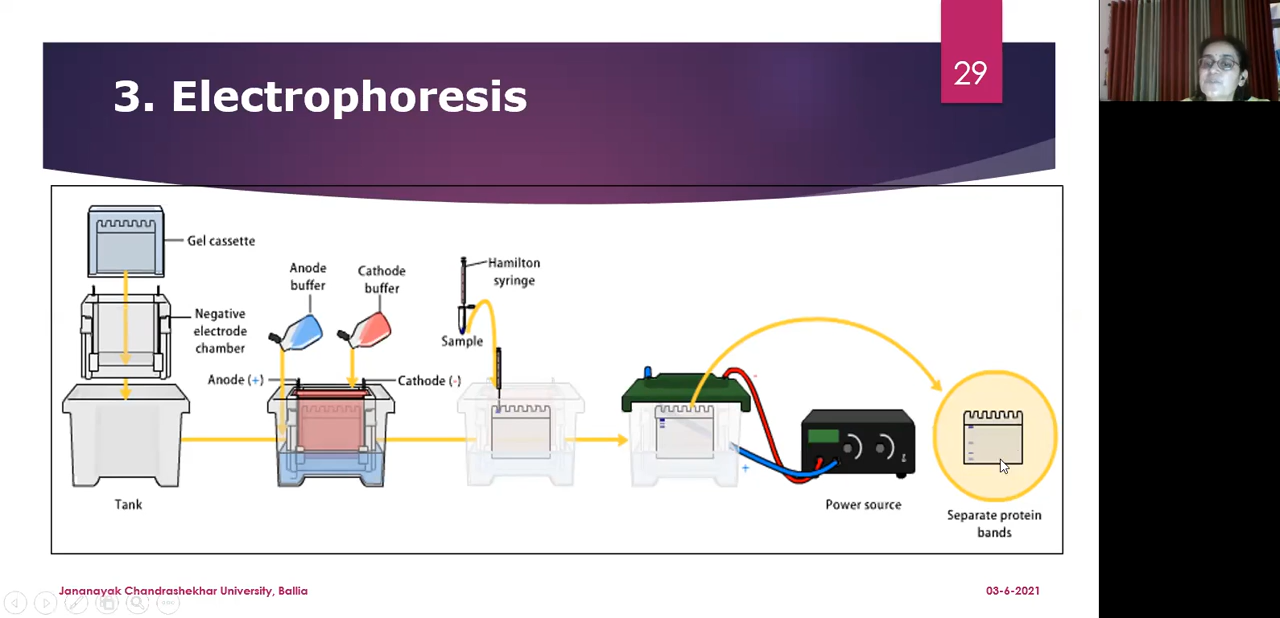 29
3. Electrophoresis
Gel cassette
Negative
electrode
chamber
Tank
Anode
buffer
Cathode
buffer
Anode (+)
Cathode (-)
Hamilton
syringe
Sample
-
+
Power source
Separate protein
bands
Jananayak Chandrashekhar University, Ballia
03-6-2021